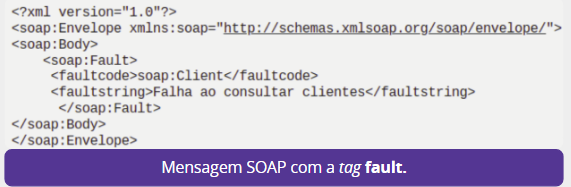 <?xml version="1.0"?>
<soap:Envelope xmlns:soap="http://schemas.xmlsoap.org/soap/envelope/">
<soap:Body>
<soap:Fault>
<faultcode>soap:Client</faultcode>
<faultstring>Falha ao consultar clientes</faultstring>
</soap:Fault>
</soap:Body>
</soap:Envelope>
Mensagem SOAP com a tag fault.